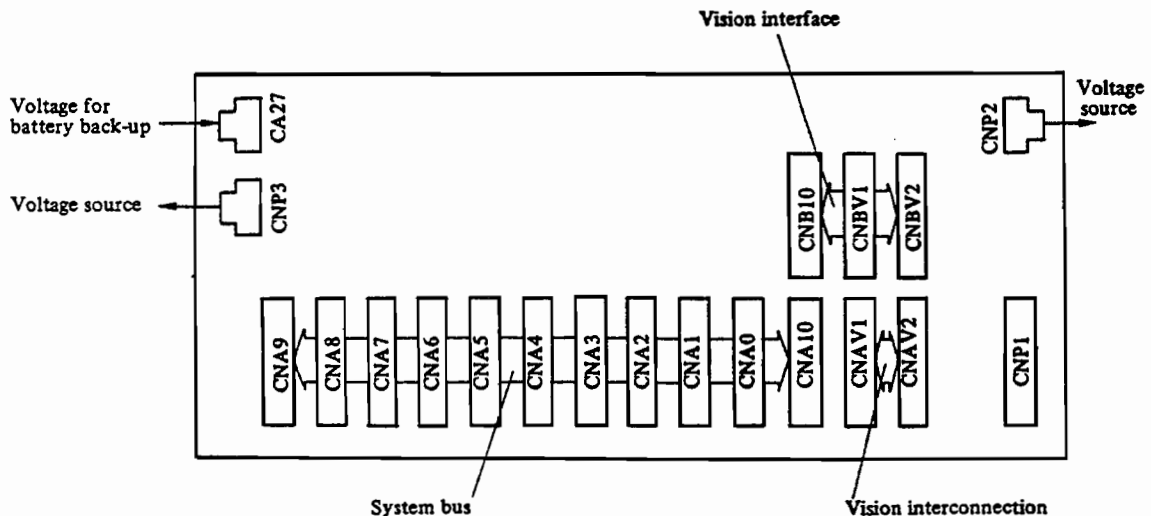 Vision interface
Voltage for
battery back-up
CA27
CNP2
Voltage
source
Voltage source
CNP3
CNB10
CNBV1
CNBV2
CNA9
CNA8
CNA7
CNA6
CNA5
CNA4
CNA3
CNA2
CNA1
CNA0
CNA10
CNAV1
CNAV2
CNP1
System bus
Vision interconnection